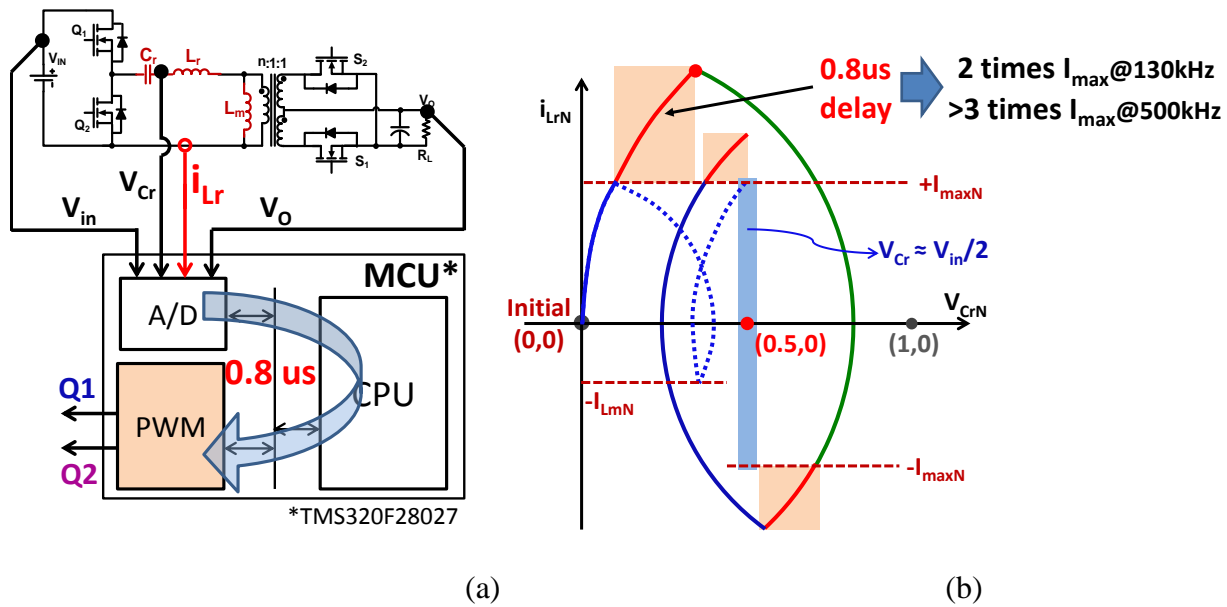 Q1
VIN
+
Cr
Lr
n:1:1
S2
Q2
Lm
VO
S1
RL
Vin
VCr
iLr
VO
MCU*
A/D
0.8 us
CPU
PWM
Q1
Q2
*TMS320F28027
(a)
iLrN
0.8us
delay
2 times Imax@130kHz
>3 times Imax@500kHz
+ImaxN
VCr ≈ Vin/2
VCrN
Initial
(0,0)
(0.5,0)
(1,0)
-ILmN
-ImaxN
(b)